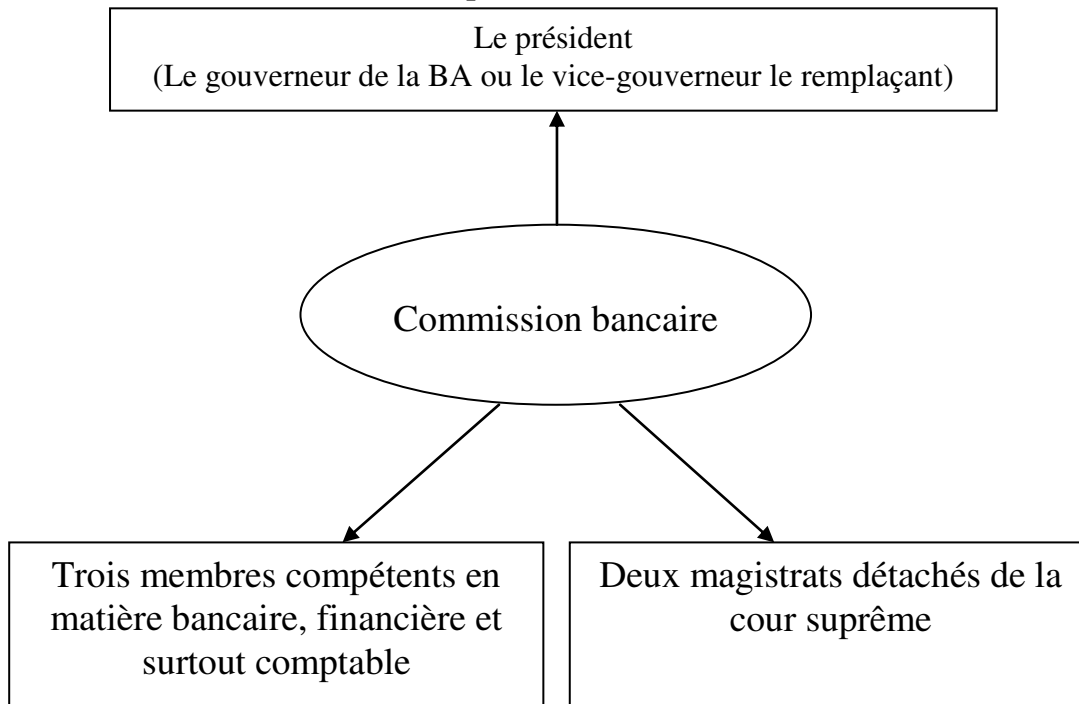 Le président
(Le gouverneur de la BA ou le vice-gouverneur le remplaçant)
Commission bancaire
Trois membres compétents en
matière bancaire, financière et
surtout comptable
Deux magistrats détachés de la
cour suprême